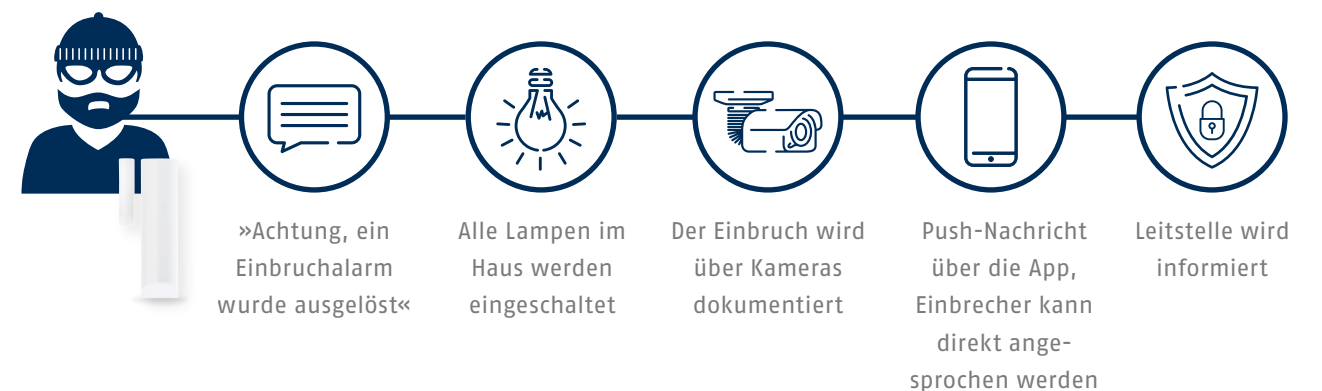 »Achtung, ein
Einbruchalarm
wurde ausgelöst«
Alle Lampen im
Haus werden
eingeschaltet
Der Einbruch wird
über Kameras
dokumentiert
Push-Nachricht
über die App,
Einbrecher kann
direkt ange-
sprochen werden
Leitstelle wird
informiert